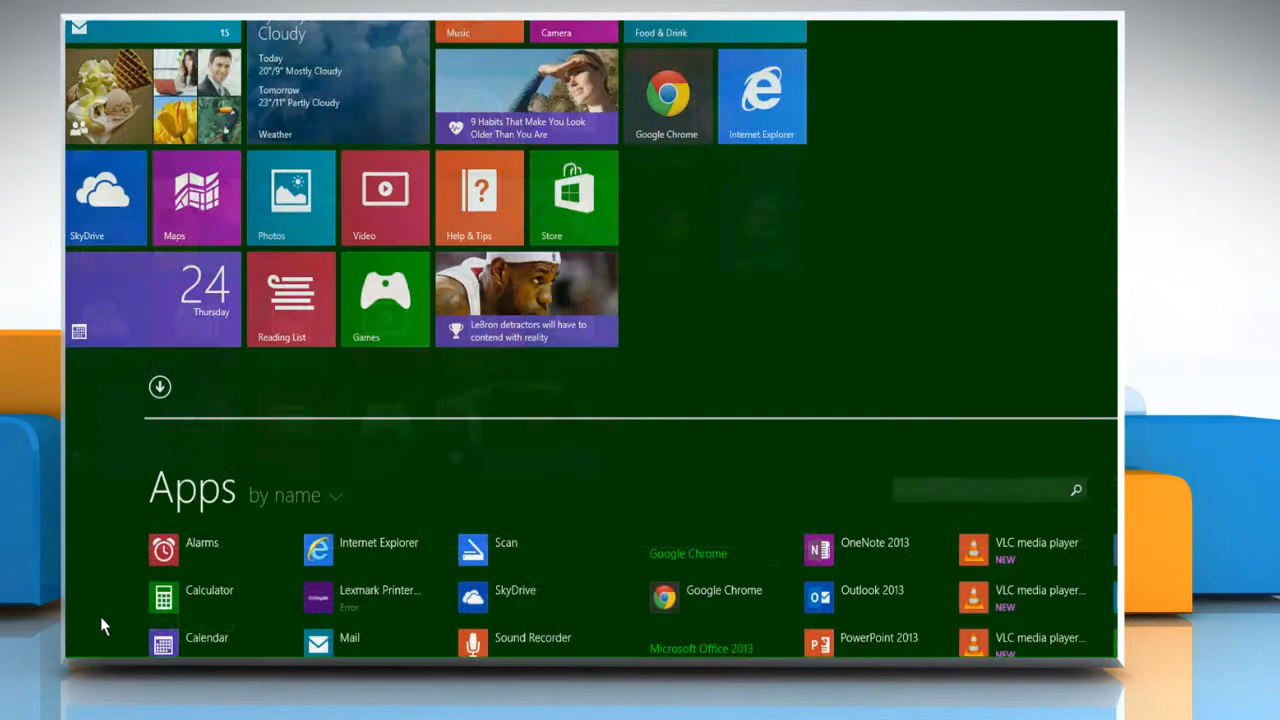 15
Cloudy
Today
20°/9° Mostly Cloudy
Tomorrow
23°/11° Partly Cloudy
Weather
Music
Camera
Food & Drink
9 Habits That Make You Look
Older Than You Are
Google Chrome
Internet Explorer
SkyDrive
Maps
Photos
Video
Help & Tips
Store
24
Thursday
Reading List
Games
LeBron detractors will have to
contend with reality
Apps by name
Alarms
Calculator
Calendar
Internet Explorer
Lexmark Printer...
Error
Mail
Scan
SkyDrive
Sound Recorder
Google Chrome
Google Chrome
Microsoft Office 2013
OneNote 2013
Outlook 2013
PowerPoint 2013
VLC media player
NEW
VLC media player...
NEW
VLC media player...
NEW